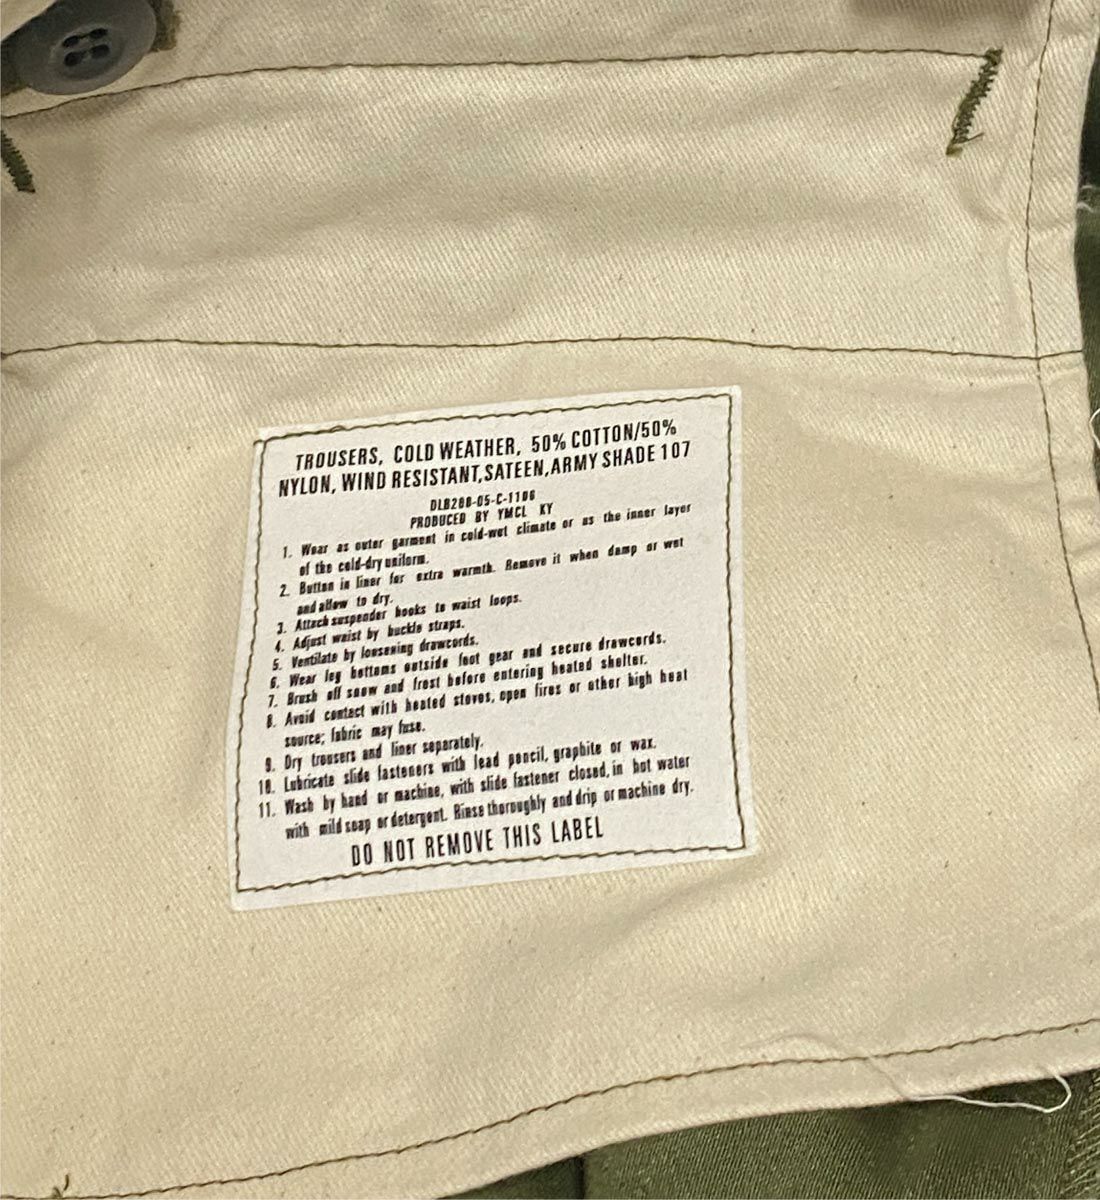 TROUSERS, COLD WEATHER, 50% COTTON/50%
NYLON, WIND RESISTANT,SATEEN,ARMY SHADE 107
DLB208-05-C-1106
PRODUCED BY YMCL KY
1. Wear as outer garment in cold-wet climate or as the inner layer
of the cold-dry uniform.
2. Button in liner for extra warmth. Remove it when damp or wet
and allow to dry.
3. Attach suspender hooks to waist loops.
4. Adjust waist by buckle straps.
5. Ventilate by loosening drawcords.
6. Wear leg bottoms outside foot gear and secure drawcords.
7. Brush off snow and frost before entering heated shelter.
8. Avoid contact with heated stoves, open fires or other high heat
source; fabric may fuse.
9. Dry trousers and liner separately.
10. Lubricate slide fasteners with lead pencil, graphite or wax.
11. Wash by hand or machine, with slide fastener closed, in hot water
with mild soap or detergent. Rinse thoroughly and drip or machine dry.
DO NOT REMOVE THIS LABEL